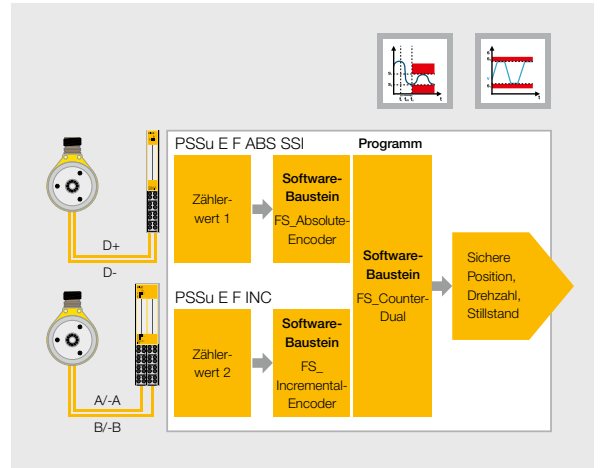 PSSu E F ABS SSI
Programm
Zähler-
wert 1
Software-
Baustein
FS_Absolute-
Encoder
D+
D-
Software-
Baustein
FS_Counter-
Dual
Sichere
Position,
Drehzahl,
Stillstand
PSSu E F INC
Zähler-
wert 2
Software-
Baustein
FS_
Incremental-
Encoder
A/-A
B/-B